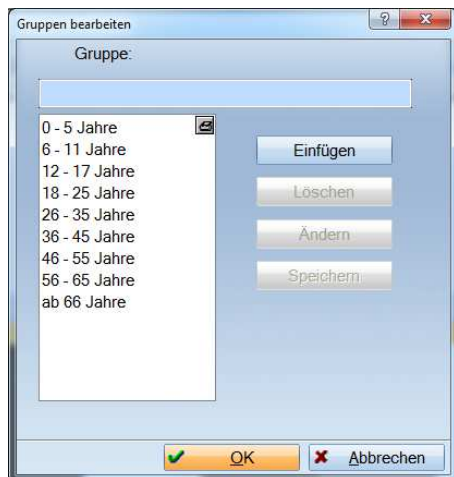 Gruppen bearbeiten
?
Gruppe:
0 - 5 Jahre
6 - 11 Jahre
12 - 17 Jahre
18 - 25 Jahre
26 - 35 Jahre
36 - 45 Jahre
46 - 55 Jahre
56 - 65 Jahre
ab 66 Jahre
Einfügen
Löschen
Ändern
Speichern
OK
Abbrechen